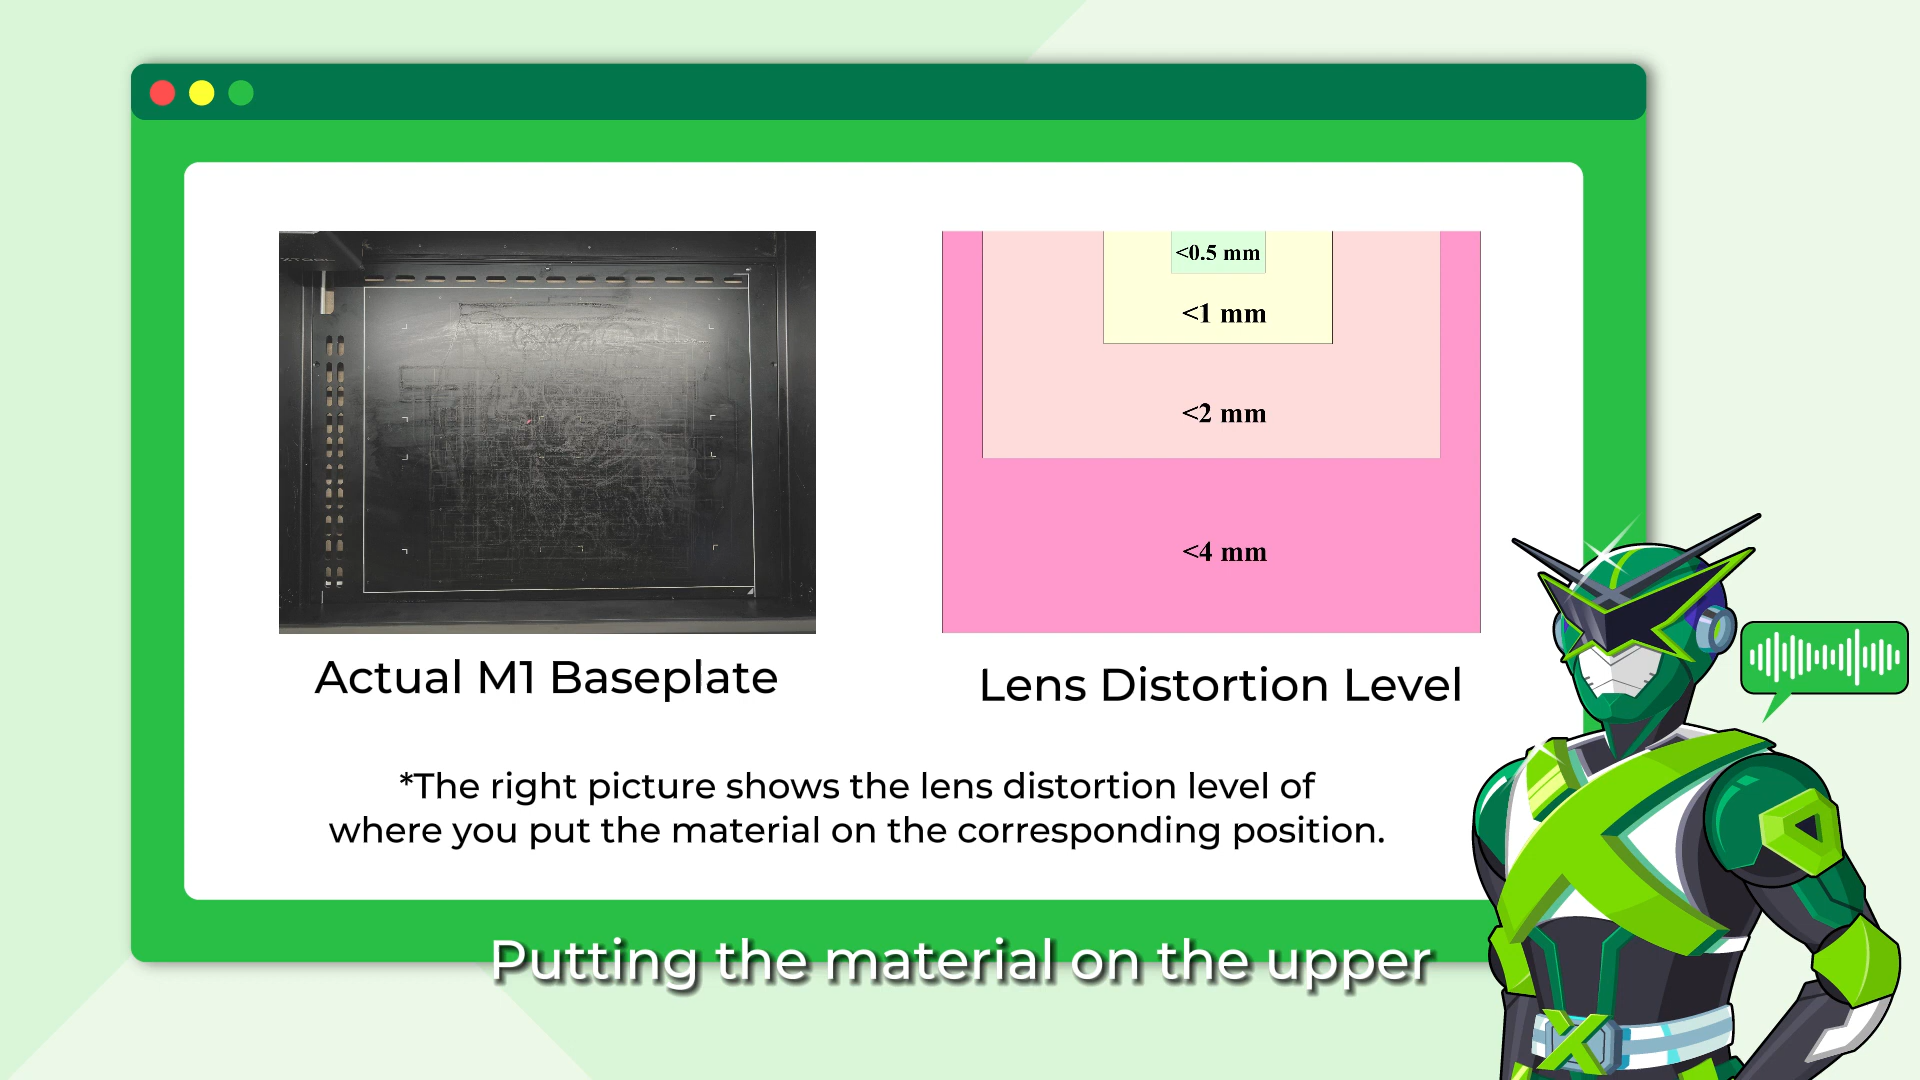 <0.5 mm
<1 mm
<2 mm
<4 mm
Actual M1 Baseplate
Lens Distortion Level
*The right picture shows the lens distortion level of
where you put the material on the corresponding position.
Putting the material on the upper